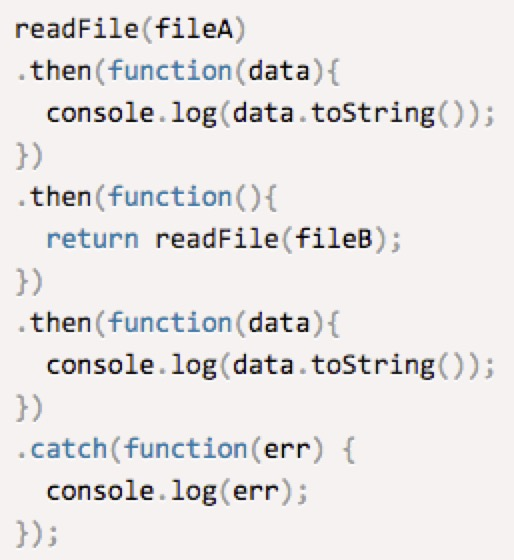 readFile(fileA)
.then(function(data){
  console.log(data.toString());
})
.then(function(){
  return readFile(fileB);
})
.then(function(data){
  console.log(data.toString());
})
.catch(function(err) {
  console.log(err);
});